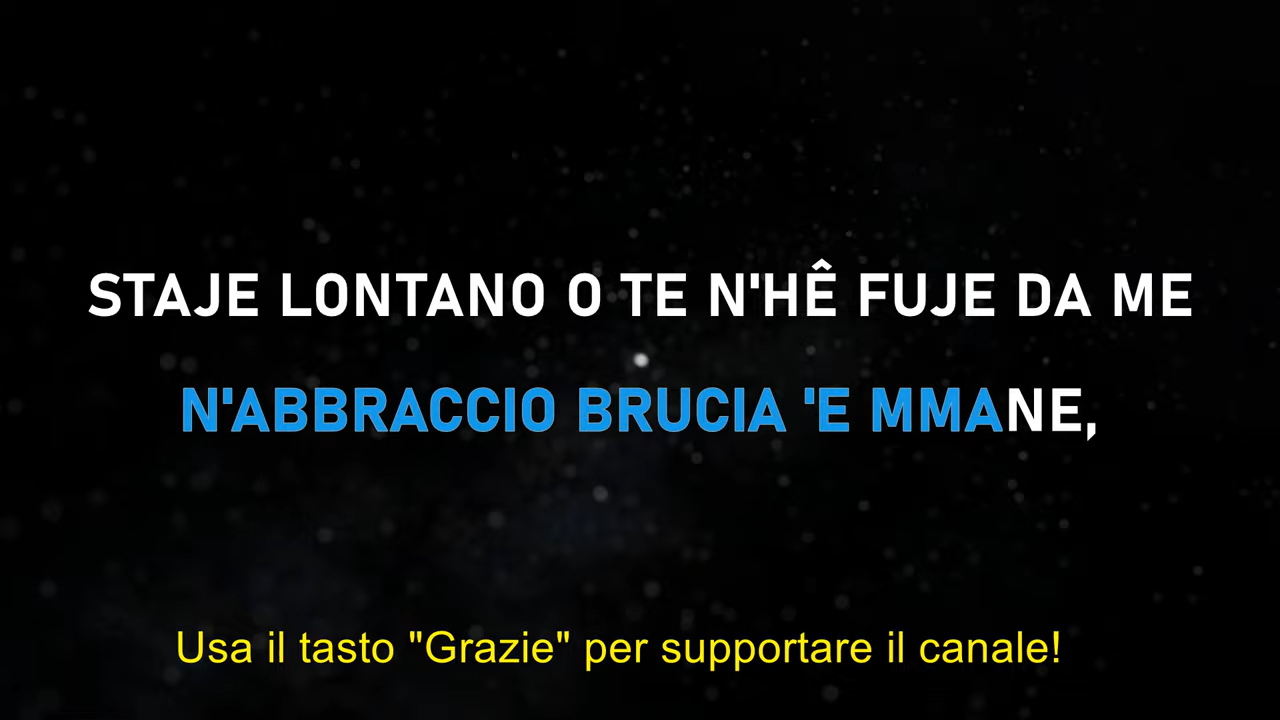 STAJE LONTANO O TE N'HÊ FUJE DA ME
N'ABBRACCIO BRUCIA 'E MMANE,
Usa il tasto "Grazie" per supportare il canale!